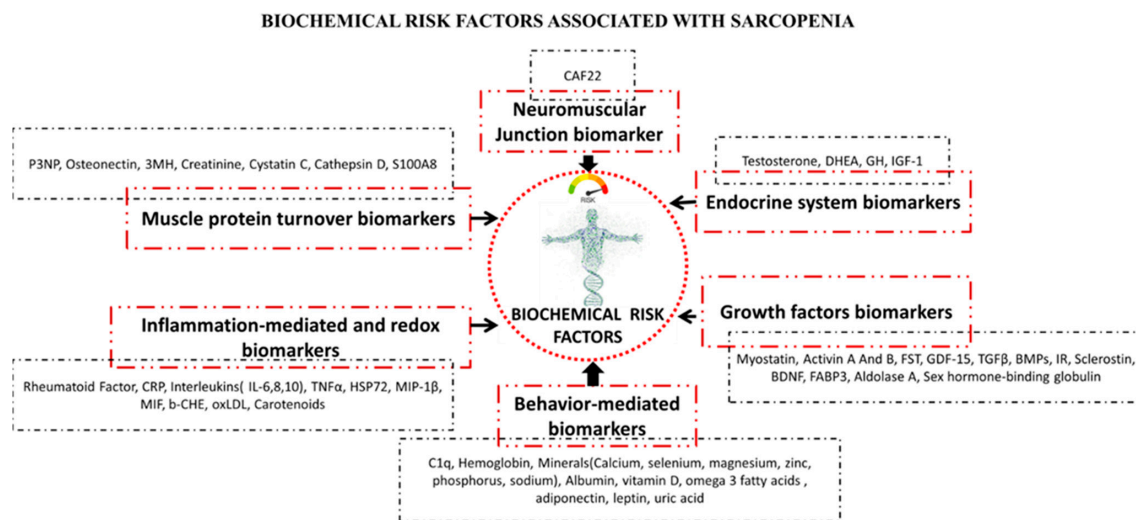 BIOCHEMICAL RISK FACTORS ASSOCIATED WITH SARCOPENIA
CAF22
Neuromuscular
Junction biomarker
P3NP, Osteonectin, 3MH, Creatinine, Cystatin C, Cathepsin D, S100A8
Muscle protein turnover biomarkers
Testosterone, DHEA, GH, IGF-1
Endocrine system biomarkers
RISK
BIOCHEMICAL RISK
FACTORS
Inflammation-mediated and redox
biomarkers
Rheumatoid Factor, CRP, Interleukins( IL-6,8,10), TNFα, HSP72, MIP-1β,
MIF, b-CHE, oxLDL, Carotenoids
Growth factors biomarkers
Myostatin, Activin A And B, FST, GDF-15, TGFβ, BMPs, IR, Sclerostin,
BDNF, FABP3, Aldolase A, Sex hormone-binding globulin
Behavior-mediated
biomarkers
C1q, Hemoglobin, Minerals(Calcium, selenium, magnesium, zinc,
phosphorus, sodium), Albumin, vitamin D, omega 3 fatty acids ,
adiponectin, leptin, uric acid